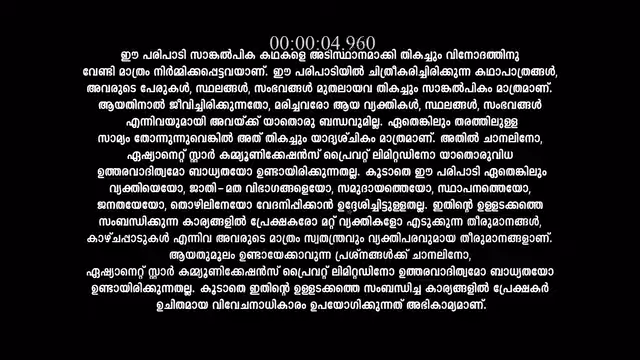 00:00:04.960
ഈ പരിപാടി സാങ്കൽപിക കഥകളെ അടിസ്ഥാനമാക്കി തികച്ചും വിനോദത്തിനു
വേണ്ടി മാത്രം നിർമ്മിക്കപ്പെട്ടവയാണ്. ഈ പരിപാടിയിൽ ചിത്രീകരിച്ചിരിക്കുന്ന കഥാപാത്രങ്ങൾ,
അവരുടെ പേരുകൾ, സ്ഥലങ്ങൾ, സംഭവങ്ങൾ മുതലായവ തികച്ചും സാങ്കൽപികം മാത്രമാണ്.
ആയതിനാൽ ജീവിച്ചിരിക്കുന്നതോ, മരിച്ചവരോ ആയ വ്യക്തികൾ, സ്ഥലങ്ങൾ, സംഭവങ്ങൾ
എന്നിവയുമായി അവയ്ക്ക് യാതൊരു ബന്ധവുമില്ല. ഏതെങ്കിലും തരത്തിലുള്ള
സാമ്യം തോന്നുന്നുവെങ്കിൽ അത് തികച്ചും യാദൃശ്ചികം മാത്രമാണ്. അതിൽ ചാനലിനോ,
ഏഷ്യാനെറ്റ് സ്റ്റാർ കമ്മ്യൂണിക്കേഷൻസ് പ്രൈവറ്റ് ലിമിറ്റഡിനോ യാതൊരുവിധ
ഉത്തരവാദിത്വമോ ബാധ്യതയോ ഉണ്ടായിരിക്കുന്നതല്ല. കൂടാതെ ഈ പരിപാടി ഏതെങ്കിലും
വ്യക്തിയെയോ, ജാതി-മത വിഭാഗങ്ങളെയോ, സമുദായത്തെയോ, സ്ഥാപനത്തെയോ,
ജനതയേയോ, തൊഴിലിനേയോ വേദനിപ്പിക്കാൻ ഉദ്ദേശിച്ചിട്ടുള്ളതല്ല. ഇതിന്റെ ഉള്ളടക്കത്തെ
സംബന്ധിക്കുന്ന കാര്യങ്ങളിൽ പ്രേക്ഷകരോ മറ്റ് വ്യക്തികളോ എടുക്കുന്ന തീരുമാനങ്ങൾ,
കാഴ്ചപ്പാടുകൾ എന്നിവ അവരുടെ മാത്രം സ്വതന്ത്രവും വ്യക്തിപരവുമായ തീരുമാനങ്ങളാണ്.
ആയതുമൂലം ഉണ്ടായേക്കാവുന്ന പ്രശ്നങ്ങൾക്ക് ചാനലിനോ,
ഏഷ്യാനെറ്റ് സ്റ്റാർ കമ്മ്യൂണിക്കേഷൻസ് പ്രൈവറ്റ് ലിമിറ്റഡിനോ ഉത്തരവാദിത്വമോ ബാധ്യതയോ
ഉണ്ടായിരിക്കുന്നതല്ല. കൂടാതെ ഇതിന്റെ ഉള്ളടക്കത്തെ സംബന്ധിച്ച കാര്യങ്ങളിൽ പ്രേക്ഷകർ
ഉചിതമായ വിവേചനാധികാരം ഉപയോഗിക്കുന്നത് അഭികാമ്യമാണ്.